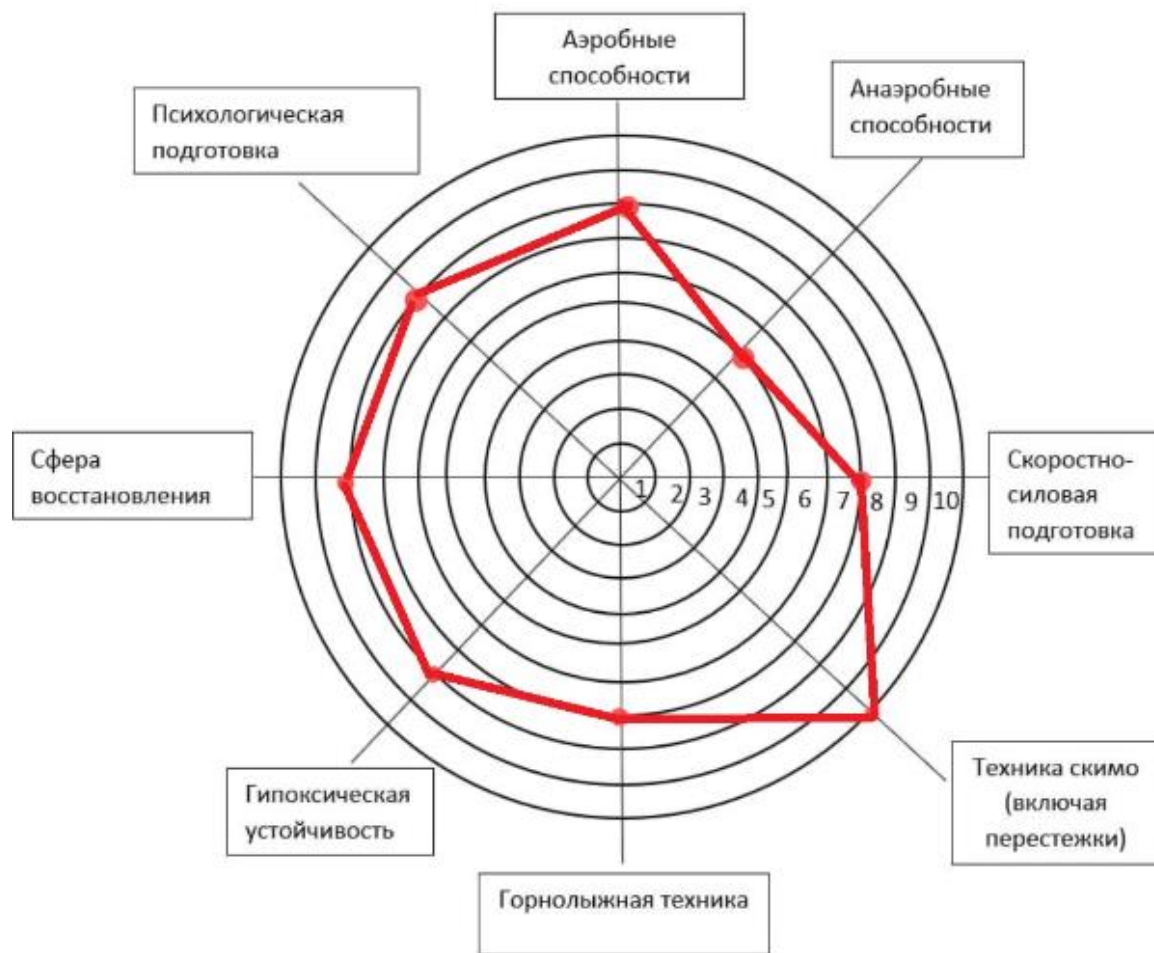 Аэробные
способности
Анаэробные
способности
Психологическая
подготовка
Сфера
восстановления
1 2 3 4 5 6 7 8 9 10
Скоростно-
силовая
подготовка
Гипоксическая
устойчивость
Техника скимо
(включая
перестежки)
Горнолыжная техника